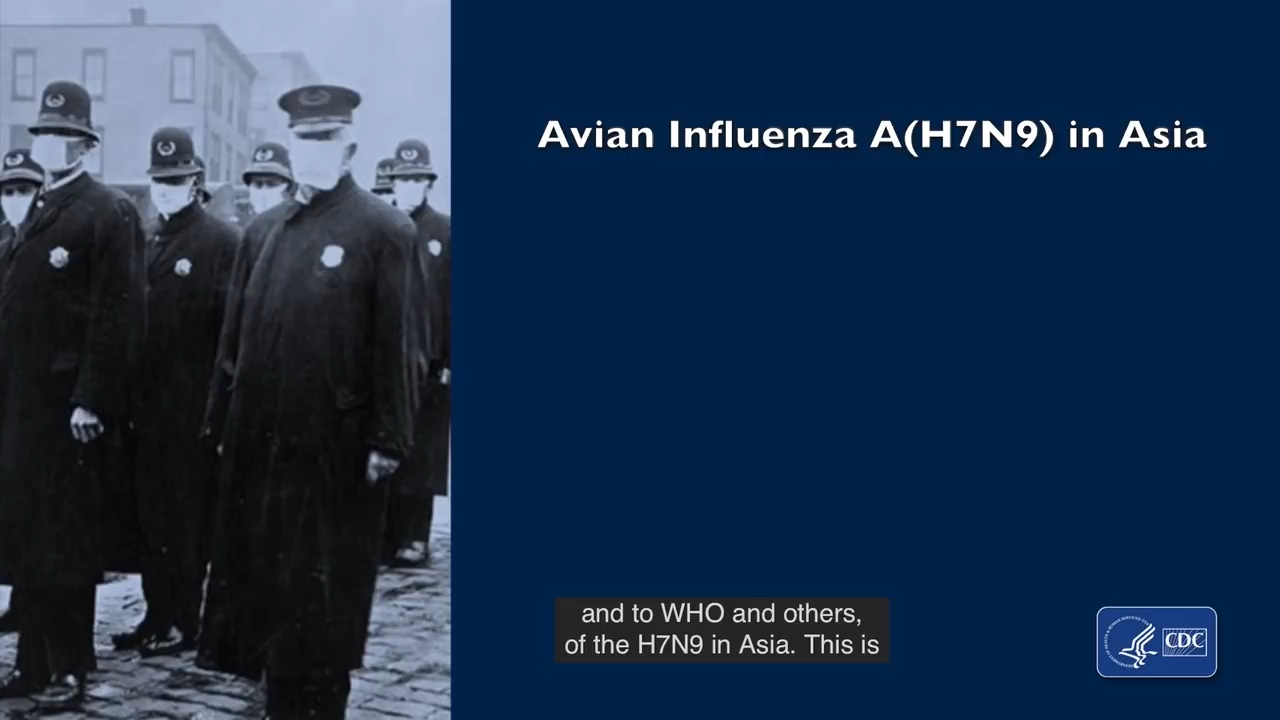 Avian Influenza A(H7N9) in Asia
and to WHO and others,
of the H7N9 in Asia. This is
CDC